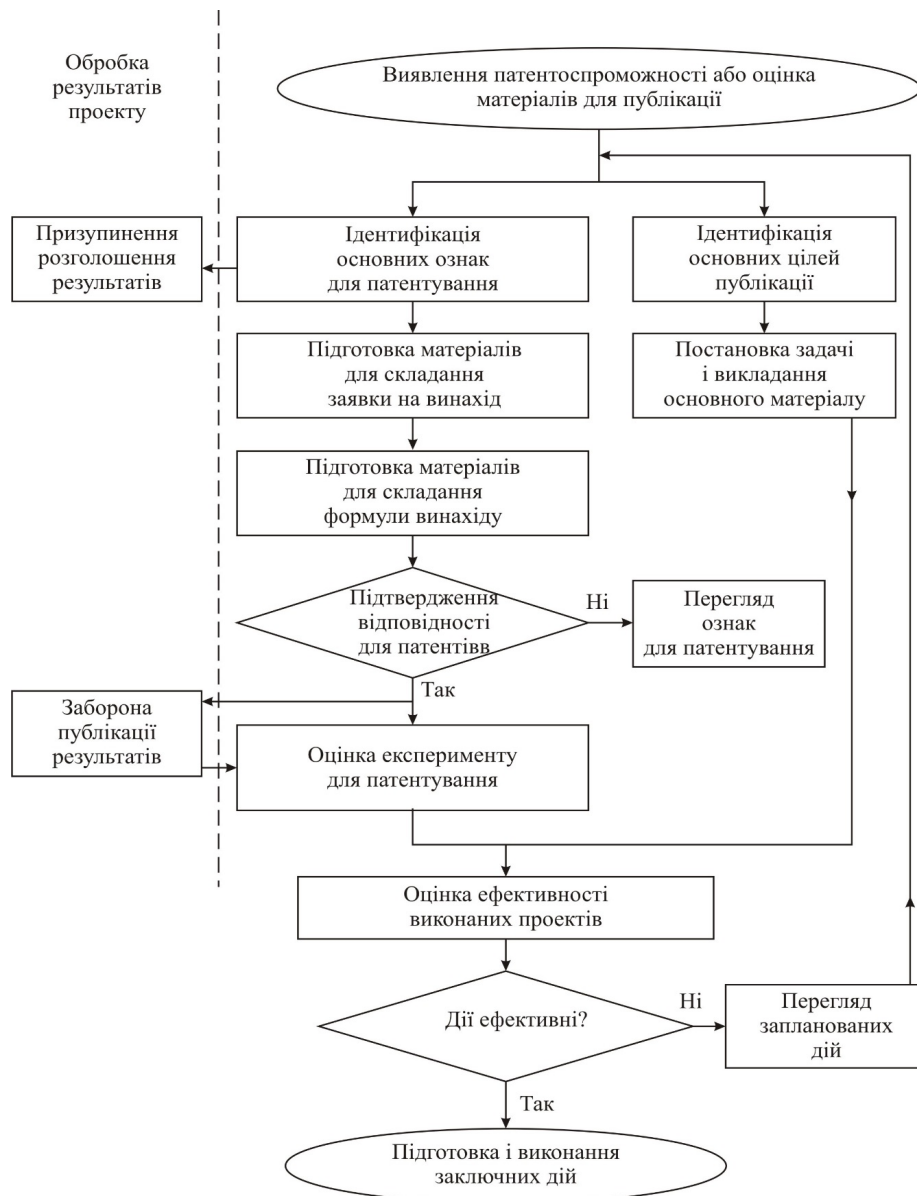 Обробка
результатів
проекту
Виявлення патентоспроможності або оцінка
матеріалів для публікації
Призупинення
розголошення
результатів
Ідентифікація
основних ознак
для патентування
Ідентифікація
основних цілей
публікації
Підготовка матеріалів
для складання
заявки на винахід
Постановка задачі
і викладання
основного матеріалу
Підготовка матеріалів
для складання
формули винахіду
Підтвердження
відповідності
для патентівв
Ні
Перегляд
ознак
для патентування
Так
Заборона
публікації
результатів
Оцінка експерименту
для патентування
Оцінка ефективності
виконаних проектів
Дії ефективні?
Ні
Перегляд
запланованих
дій
Так
Підготовка і виконання
заключних дій